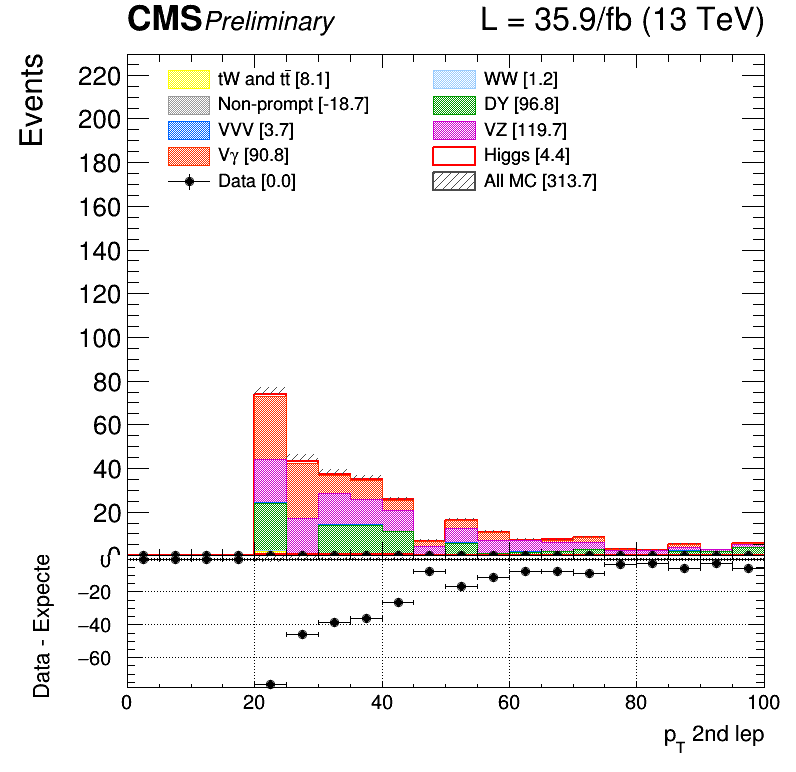 CMS Preliminary L = 35.9/fb (13 TeV)
Events
tW and tt̄ [8.1]
Non-prompt [-18.7]
VVV [3.7]
Vγ [90.8]
Data [0.0]
WW [1.2]
DY [96.8]
VZ [119.7]
Higgs [4.4]
All MC [313.7]
220
200
180
160
140
120
100
80
60
40
20
Data - Expecte
0
−20
−40
−60
0 20 40 60 80 100
p_T 2nd lep